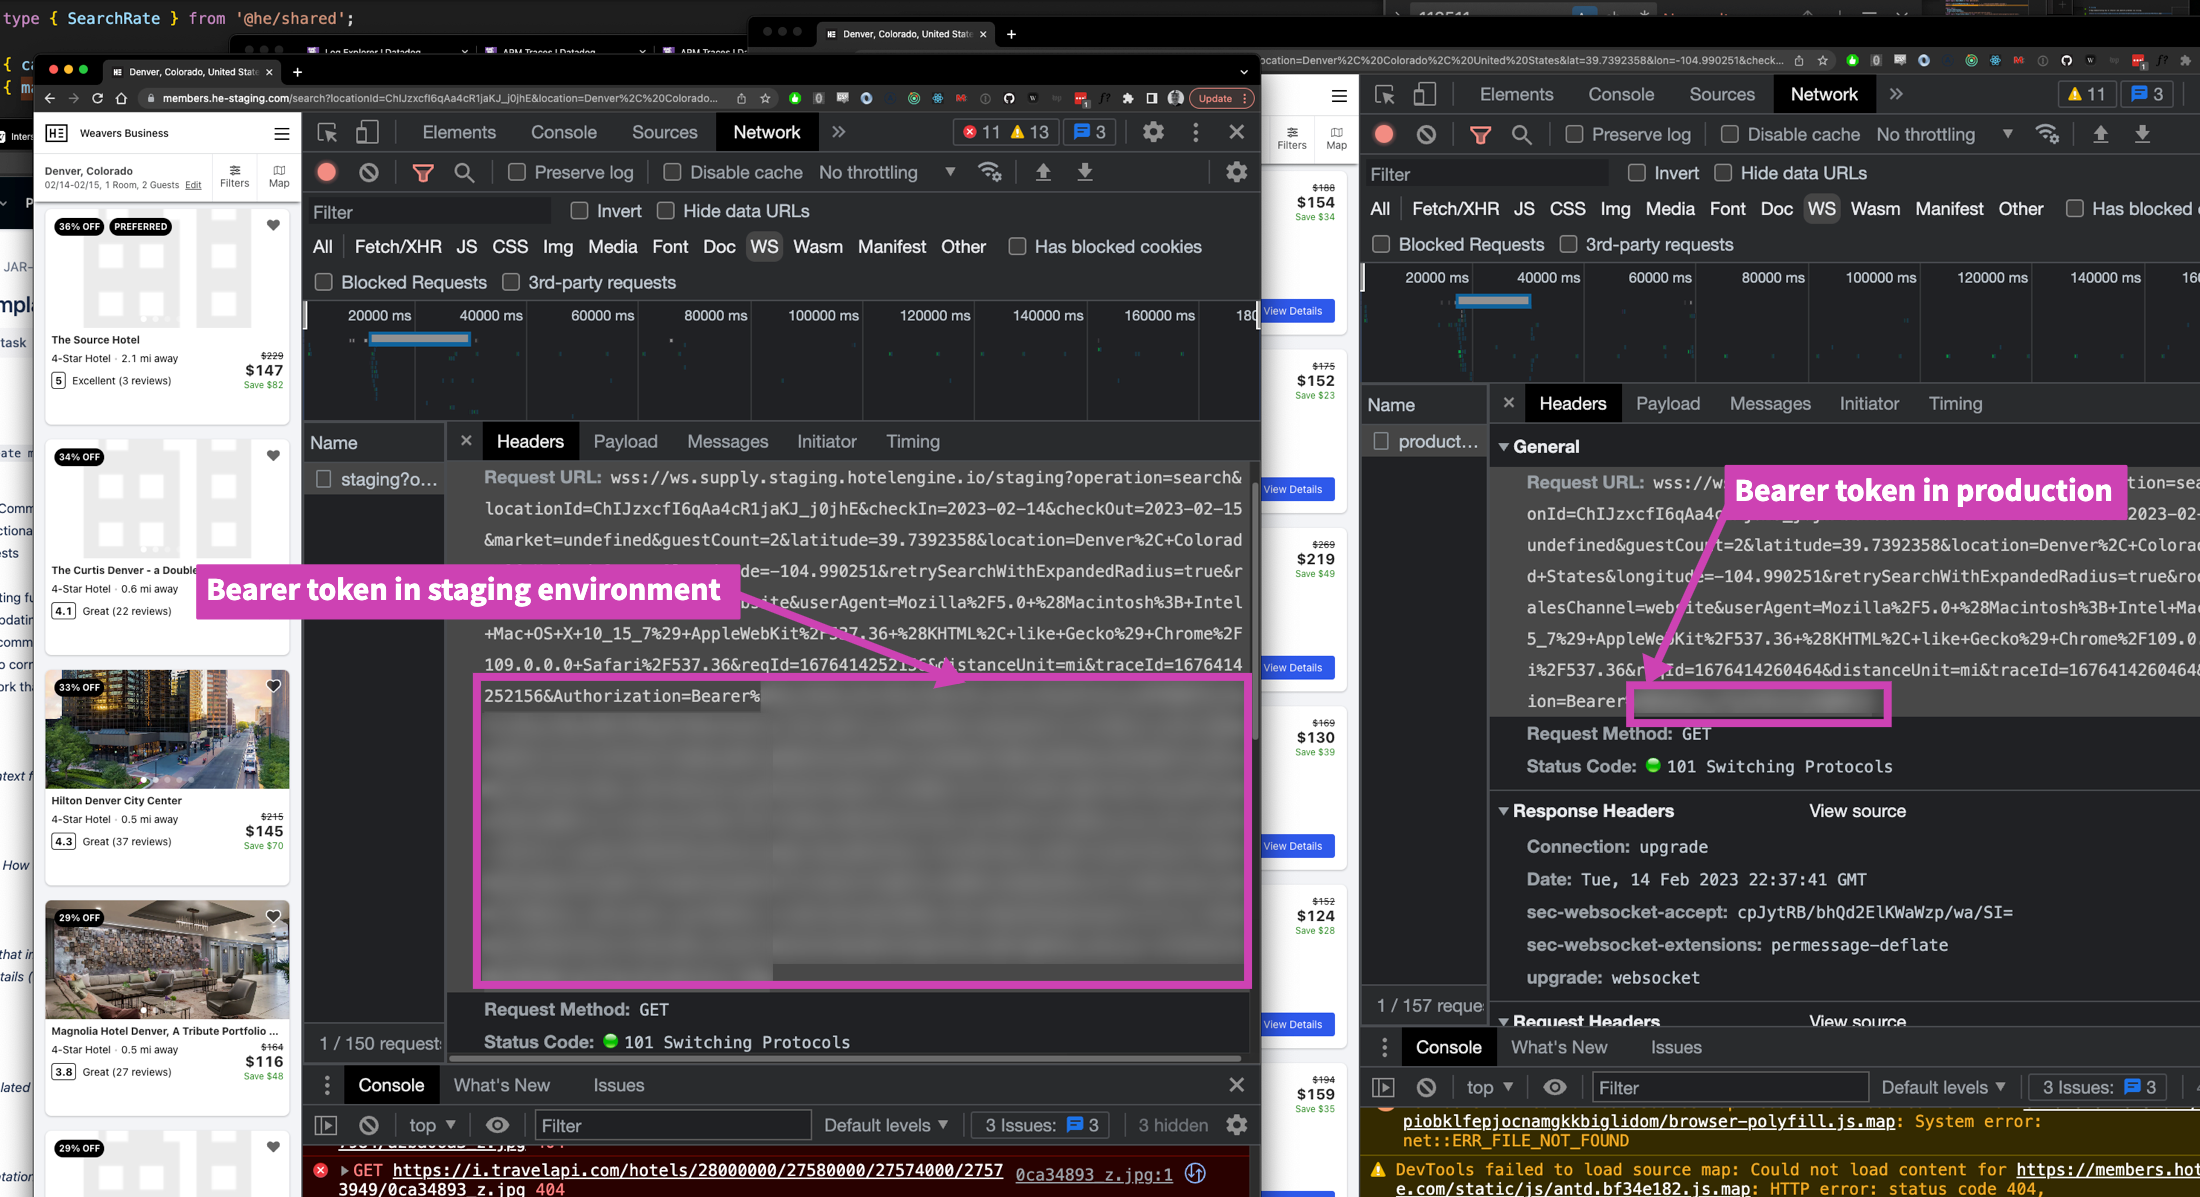 type { SearchRate } from '@he/shared';
Log Explorer | Datadog
APM Traces | Datadog
Denver, Colorado, United State
Denver, Colorado, United State
members.he-staging.com/search?locationId=ChIJzxcfI6qAa4cR1jaKJ_j0jhE&location=Denver%2C%20Colorado...
Update
ocation=Denver%2C%20Colorado%2C%20United%20States&lat=39.7392358&lon=-104.990251&check...
HE
Weavers Business
Denver, Colorado
02/14-02/15, 1 Room, 2 Guests Edit
Filters
Map
36% OFF
PREFERRED
The Source Hotel
4-Star Hotel · 2.1 mi away
5 Excellent (3 reviews)
$229
$147
Save $82
34% OFF
The Curtis Denver - a Double
4-Star Hotel · 0.6 mi away
4.1 Great (22 reviews)
33% OFF
Hilton Denver City Center
4-Star Hotel · 0.5 mi away
4.3 Great (37 reviews)
$215
$145
Save $70
29% OFF
Magnolia Hotel Denver, A Tribute Portfolio ...
4-Star Hotel · 0.5 mi away
3.8 Great (27 reviews)
$164
$116
Save $48
29% OFF
Elements
Console
Sources
Network
11
13
3
Preserve log
Disable cache
No throttling
Filter
Invert
Hide data URLs
All
Fetch/XHR
JS
CSS
Img
Media
Font
Doc
WS
Wasm
Manifest
Other
Has blocked cookies
Blocked Requests
3rd-party requests
20000 ms
40000 ms
60000 ms
80000 ms
100000 ms
120000 ms
140000 ms
160000 ms
180
Name
staging?o...
Headers
Payload
Messages
Initiator
Timing
Request URL: wss://ws.supply.staging.hotelengine.io/staging?operation=search&
locationId=ChIJzxcfI6qAa4cR1jaKJ_j0jhE&checkIn=2023-02-14&checkOut=2023-02-15
&market=undefined&guestCount=2&latitude=39.7392358&location=Denver%2C+Colorad
=-104.990251&retrySearchWithExpandedRadius=true&r
Bearer token in staging environment
bsite&userAgent=Mozilla%2F5.0+%28Macintosh%3B+Intel
+Mac+OS+X+10_15_7%29+AppleWebKit%2F537.36+%28KHTML%2C+like+Gecko%29+Chrome%2F
109.0.0.0+Safari%2F537.36&reqId=1676414252156&distanceUnit=mi&traceId=1676414
252156&Authorization=Bearer%
Request Method: GET
Status Code: 101 Switching Protocols
1 / 150 requests
Console
What's New
Issues
top
Filter
Default levels
3 Issues: 3
3 hidden
GET https://i.travelapi.com/hotels/28000000/27580000/27574000/2757
3949/0ca34893_z.jpg 404
0ca34893_z.jpg:1
Filters
Map
$188
$154
Save $34
View Details
$175
$152
Save $23
View Details
$269
$219
Save $49
View Details
$169
$130
Save $39
View Details
$152
$124
Save $28
View Details
$194
$159
Save $35
Elements
Console
Sources
Network
11
3
Preserve log
Disable cache
No throttling
Filter
Invert
Hide data URLs
All
Fetch/XHR
JS
CSS
Img
Media
Font
Doc
WS
Wasm
Manifest
Other
Has blocked
Blocked Requests
3rd-party requests
20000 ms
40000 ms
60000 ms
80000 ms
100000 ms
120000 ms
140000 ms
Name
product...
Headers
Payload
Messages
Initiator
Timing
General
Request URL: wss://w
Bearer token in production
tion=sea
onId=ChIJzxcfI6qAa4c
2023-02-
undefined&guestCount=2&latitude=39.7392358&location=Denver%2C+Colorad
d+States&longitude=-104.990251&retrySearchWithExpandedRadius=true&roo
alesChannel=website&userAgent=Mozilla%2F5.0+%28Macintosh%3B+Intel+Mac
5_7%29+AppleWebKit%2F537.36+%28KHTML%2C+like+Gecko%29+Chrome%2F109.0.
i%2F537.36&reqId=1676414260464&distanceUnit=mi&traceId=1676414260464&
ion=Bearer
Request Method: GET
Status Code: 101 Switching Protocols
Response Headers
View source
Connection: upgrade
Date: Tue, 14 Feb 2023 22:37:41 GMT
sec-websocket-accept: cpJytRB/bhQd2ElKWaWzp/wa/SI=
sec-websocket-extensions: permessage-deflate
upgrade: websocket
Request Headers
View source
1 / 157 reque
Console
What's New
Issues
top
Filter
Default levels
3 Issues: 3
piobklfepjocnamgkkbiglidom/browser-polyfill.js.map: System error:
net::ERR_FILE_NOT_FOUND
DevTools failed to load source map: Could not load content for https://members.hot
e.com/static/js/antd.bf34e182.js.map: HTTP error: status code 404,